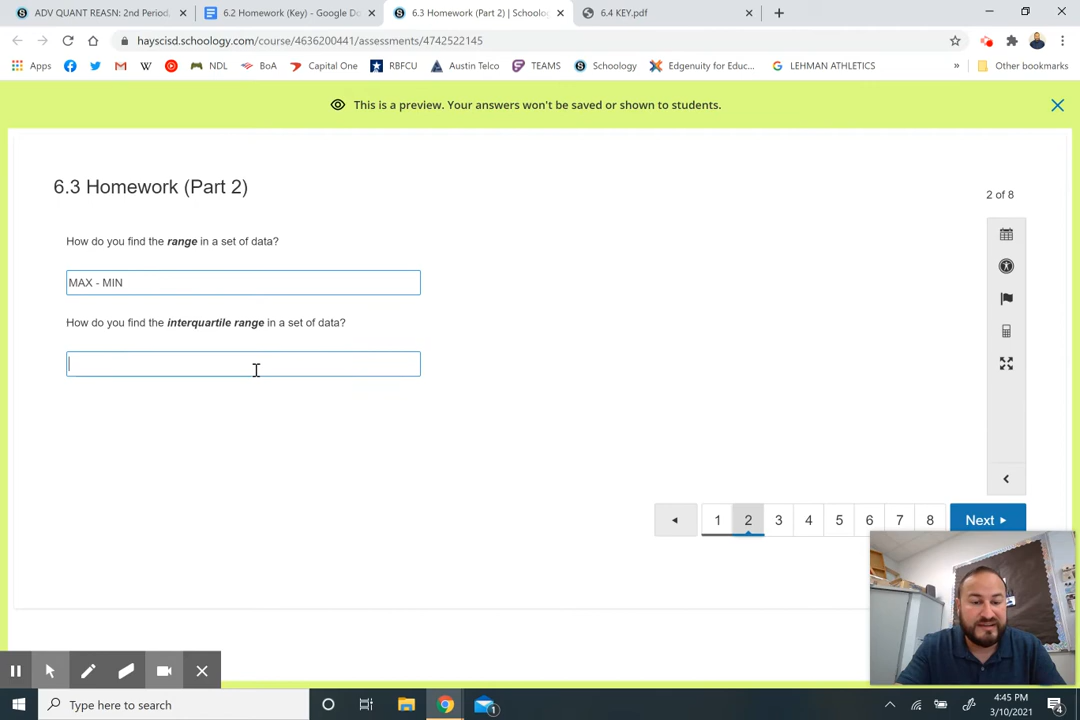 ADV QUANT REASN: 2nd Period,
6.2 Homework (Key) - Google Do
6.3 Homework (Part 2) | Schoolog
6.4 KEY.pdf
hayscisd.schoology.com/course/4636200441/assessments/4742522145
Apps
NDL
BoA
Capital One
RBFCU
Austin Telco
TEAMS
Schoology
Edgenuity for Educ...
LEHMAN ATHLETICS
»
Other bookmarks
This is a preview. Your answers won't be saved or shown to students.
6.3 Homework (Part 2)
2 of 8
How do you find the range in a set of data?
MAX - MIN
How do you find the interquartile range in a set of data?
1 2 3 4 5 6 7 8 Next
Type here to search
1
4:45 PM
3/10/2021
4